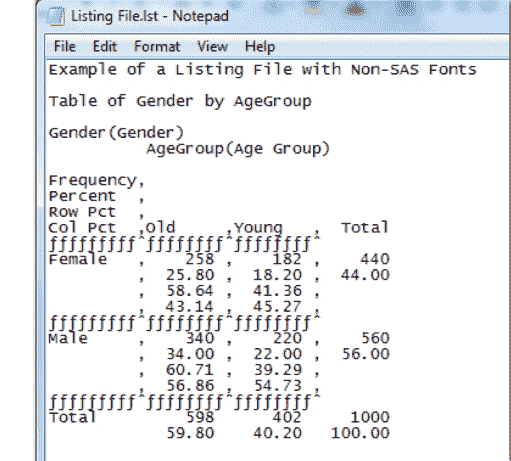 Listing File.lst - Notepad
File Edit Format View Help
Example of a Listing File with Non-SAS Fonts
Table of Gender by AgeGroup
Gender(Gender)
          AgeGroup(Age Group)
Frequency,
Percent  ,
Row Pct  ,
Col Pct  ,Old     ,Young   ,  Total
ƒƒƒƒƒƒƒƒƒˆƒƒƒƒƒƒƒƒˆƒƒƒƒƒƒƒƒˆ
Female   ,    258 ,    182 ,    440
         ,  25.80 ,  18.20 ,  44.00
         ,  58.64 ,  41.36 ,
         ,  43.14 ,  45.27 ,
ƒƒƒƒƒƒƒƒƒˆƒƒƒƒƒƒƒƒˆƒƒƒƒƒƒƒƒˆ
Male     ,    340 ,    220 ,    560
         ,  34.00 ,  22.00 ,  56.00
         ,  60.71 ,  39.29 ,
         ,  56.86 ,  54.73 ,
ƒƒƒƒƒƒƒƒƒˆƒƒƒƒƒƒƒƒˆƒƒƒƒƒƒƒƒˆ
Total         598      402     1000
            59.80    40.20   100.00